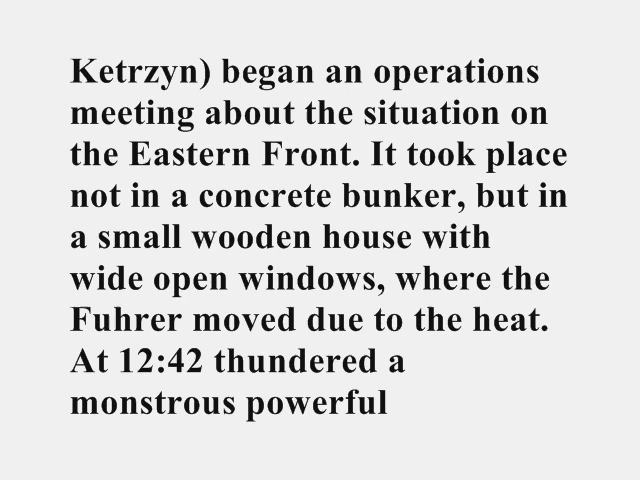 Ketrzyn) began an operations
meeting about the situation on
the Eastern Front. It took place
not in a concrete bunker, but in
a small wooden house with
wide open windows, where the
Fuhrer moved due to the heat.
At 12:42 thundered a
monstrous powerful